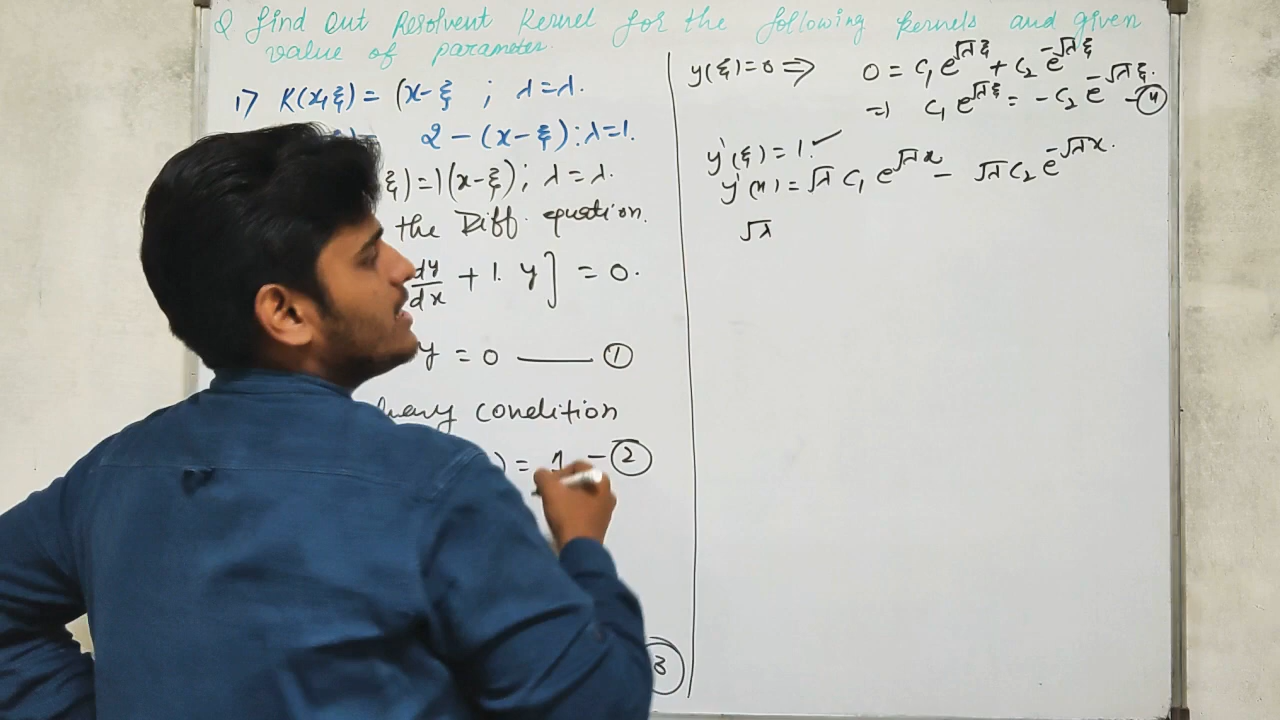 Q find out Resolvent Kernel for the following kernels and given
value of parameter.
1) K(x,ξ) = (x-ξ ; λ=λ.
2 - (x-ξ) : λ=1.
ξ) = 1(x-ξ) ; λ = λ.
the Diff. equation.
dy/dx + 1. y] = 0.
y = 0 —— ①
condition
) = 1 - ②
3
y(ξ)=0 ⇒ 0 = C₁ e^{√λ ξ} + C₂ e^{-√λ ξ}
⇒ C₁ e^{√λ ξ} = - C₂ e^{-√λ ξ}. - ④
y'(ξ) = 1. ✓
y'(x) = √λ C₁ e^{√λ x} - √λ C₂ e^{-√λ x}.
√λ